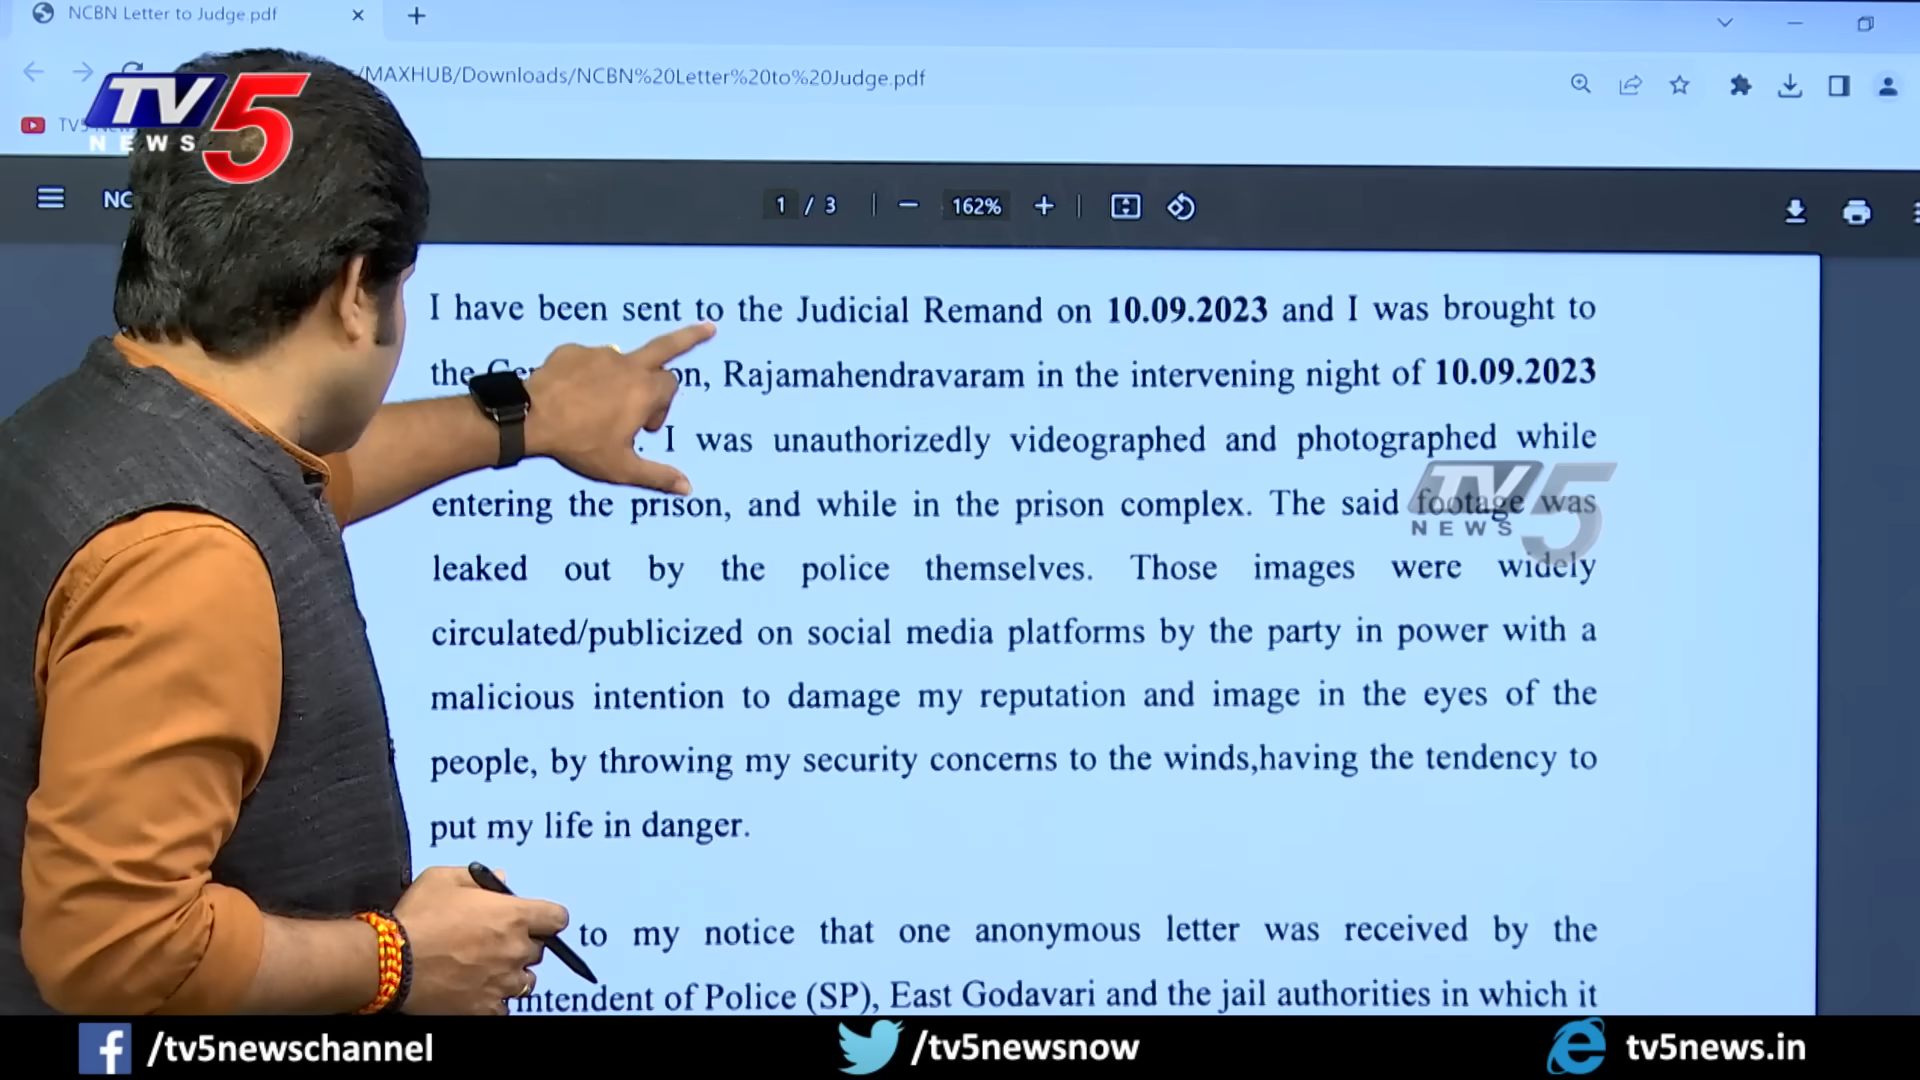 NCBN Letter to Judge.pdf
/MAXHUB/Downloads/NCBN%20Letter%20to%20Judge.pdf
TV5 NEWS
NC
1 / 3
162%
I have been sent to the Judicial Remand on 10.09.2023 and I was brought to
the on, Rajamahendravaram in the intervening night of 10.09.2023
. I was unauthorizedly videographed and photographed while
entering the prison, and while in the prison complex. The said footage was
TV5 NEWS
leaked out by the police themselves. Those images were widely
circulated/publicized on social media platforms by the party in power with a
malicious intention to damage my reputation and image in the eyes of the
people, by throwing my security concerns to the winds,having the tendency to
put my life in danger.
to my notice that one anonymous letter was received by the
intendent of Police (SP), East Godavari and the jail authorities in which it
/tv5newschannel
/tv5newsnow
tv5news.in